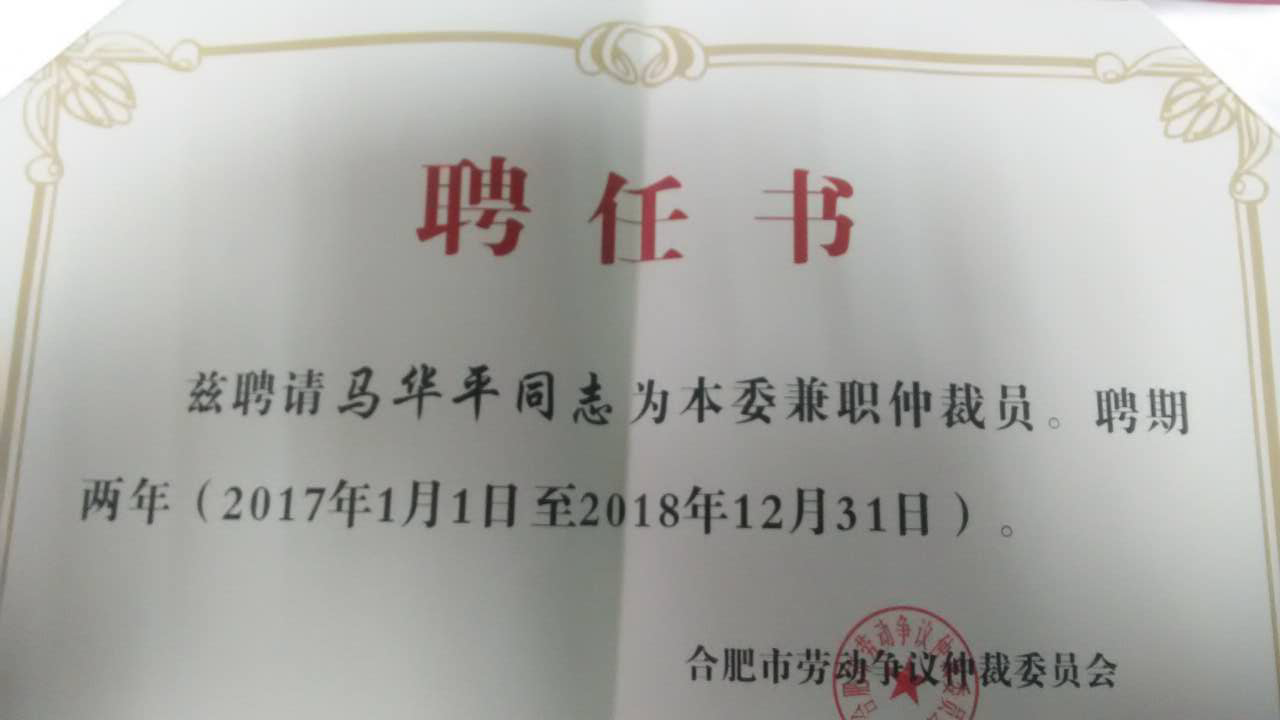 聘任书
兹聘请马华平同志为本委兼职仲裁员。聘期
两年（2017年1月1日至2018年12月31日）。
合肥市劳动争议仲裁委员会